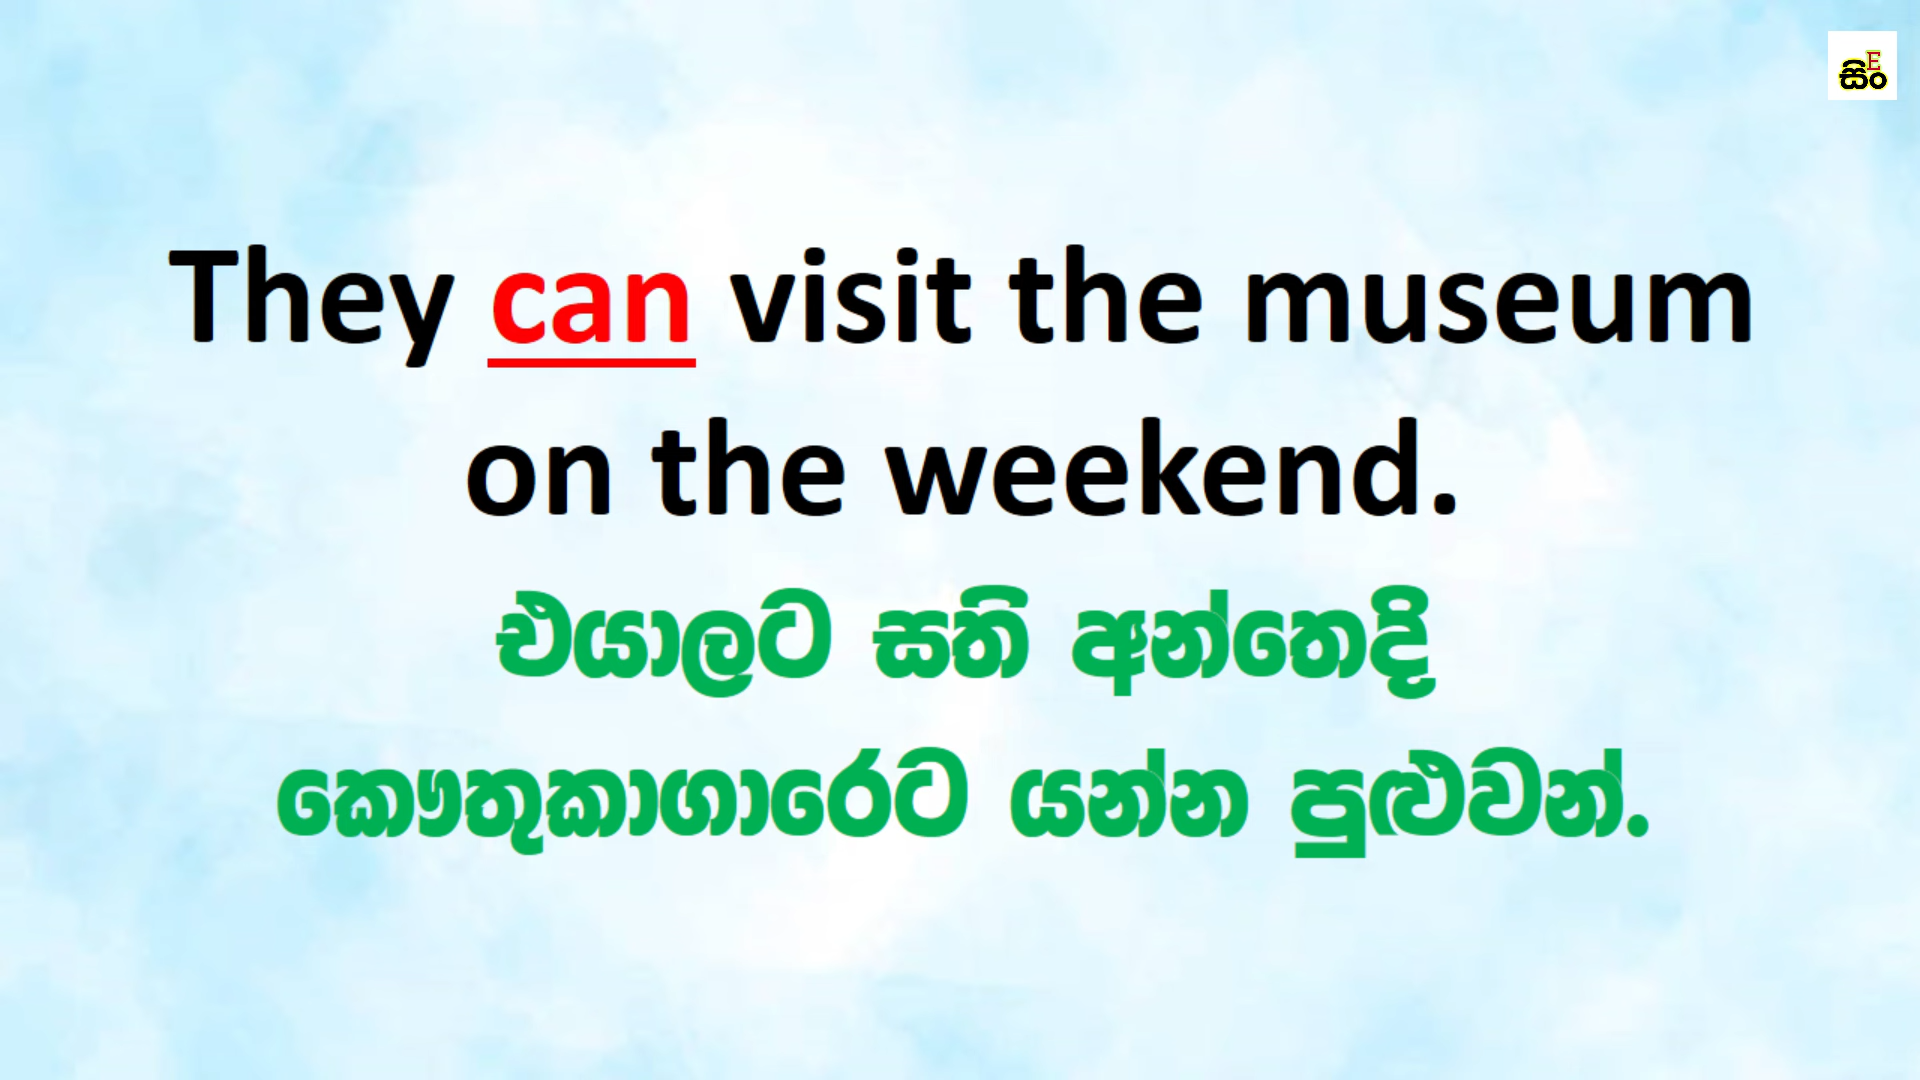 සිංE
They can visit the museum
on the weekend.
එයාලට සති අන්තෙදි
කෞතුකාගාරෙට යන්න පුළුවන්.